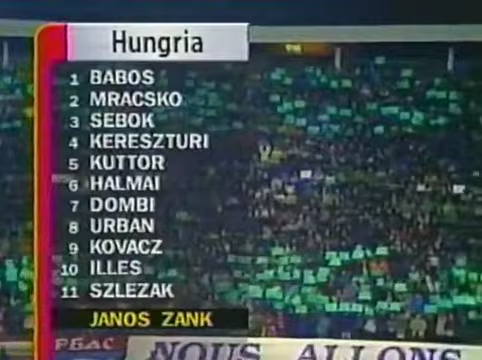 Hungria
1 BABOS
2 MRACSKO
3 SEBOK
4 KERESZTURI
5 KUTTOR
6 HALMAI
7 DOMBI
8 URBAN
9 KOVACZ
10 ILLES
11 SZLEZAK
JANOS ZANK
NOUS ALLONS